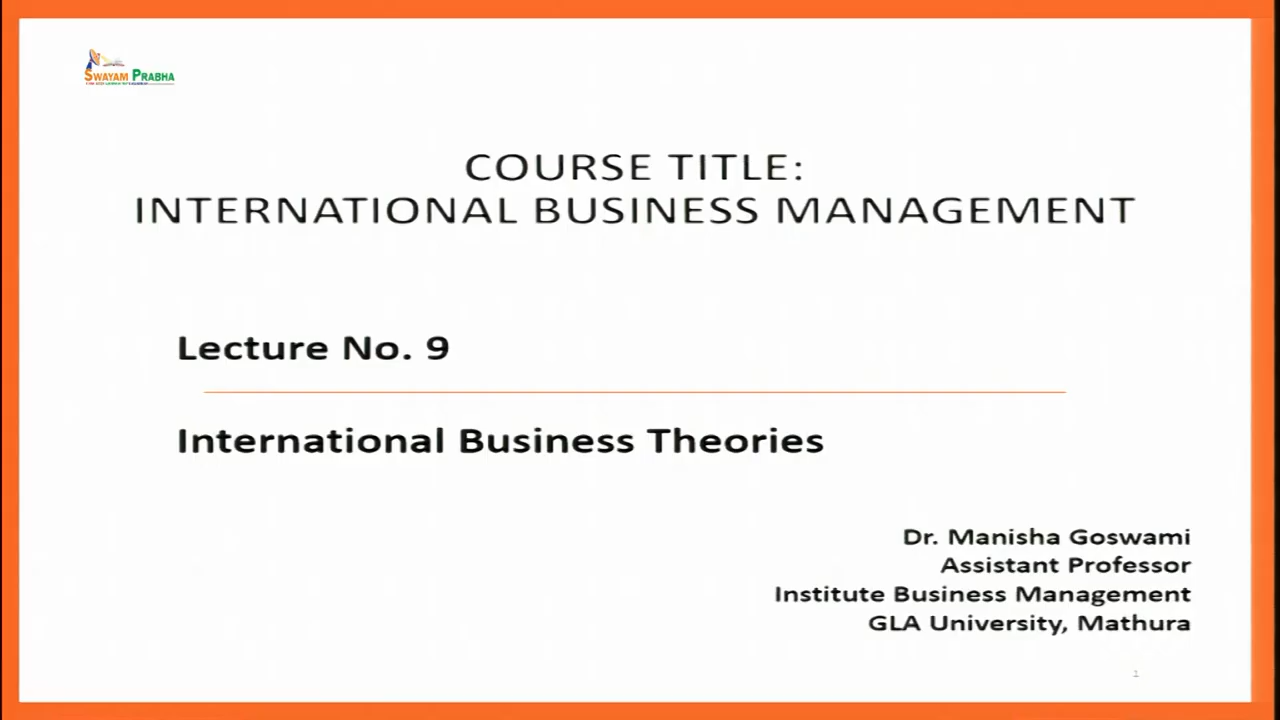 SWAYAM PRABHA
COURSE TITLE:
INTERNATIONAL BUSINESS MANAGEMENT
Lecture No. 9
International Business Theories
Dr. Manisha Goswami
Assistant Professor
Institute Business Management
GLA University, Mathura
1